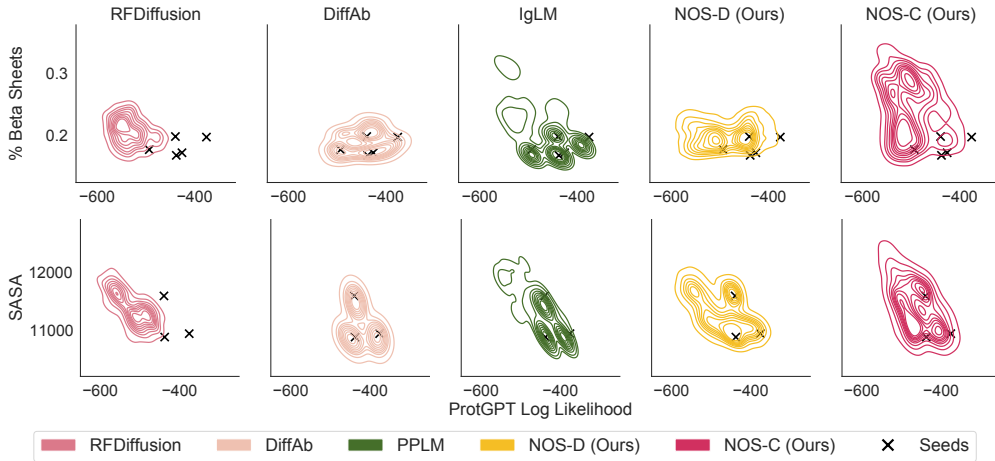 RFDiffusion DiffAb IgLM NOS-D (Ours) NOS-C (Ours)
% Beta Sheets
0.3
0.2
−600 −400 −600 −400 −600 −400 −600 −400 −600 −400
SASA
12000
11000
−600 −400 −600 −400 −600 −400 −600 −400 −600 −400
ProtGPT Log Likelihood
RFDiffusion DiffAb PPLM NOS-D (Ours) NOS-C (Ours) Seeds